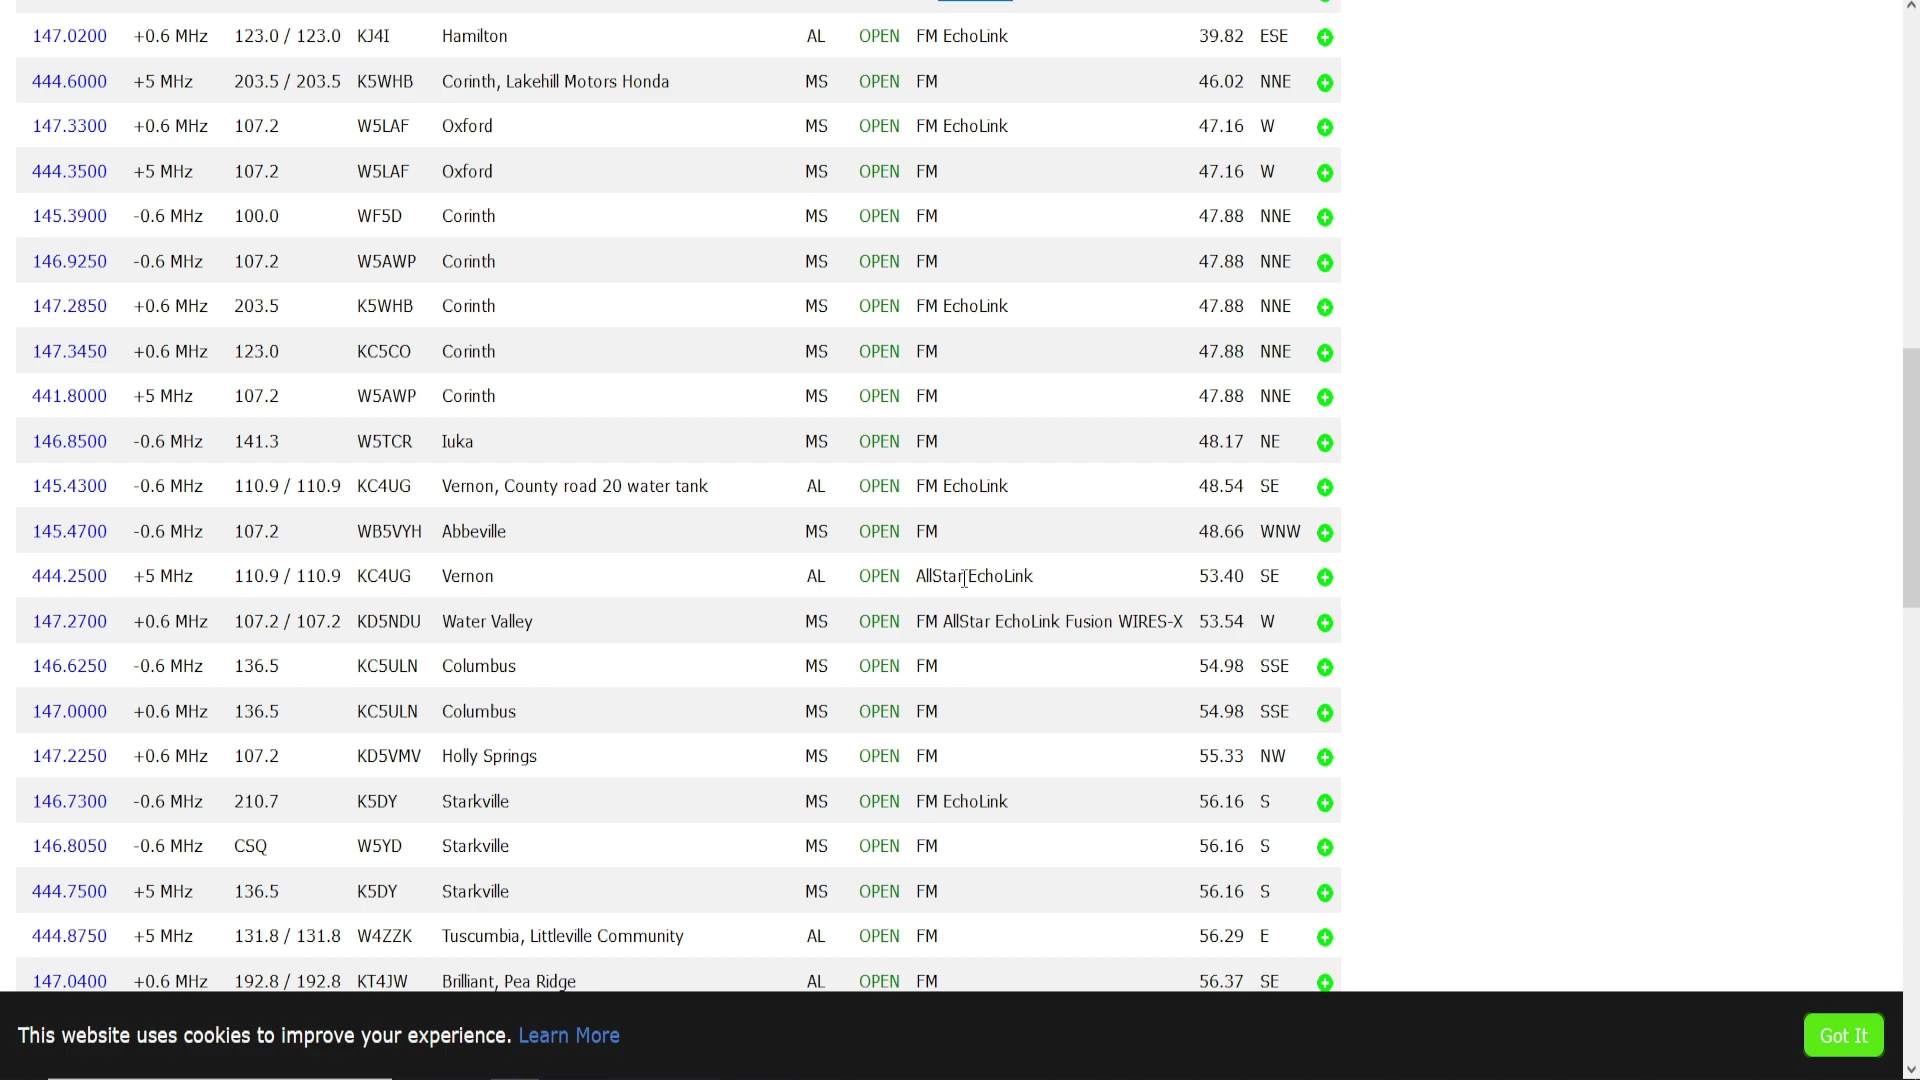 147.0200 +0.6 MHz 123.0 / 123.0 KJ4I Hamilton AL OPEN FM EchoLink 39.82 ESE
444.6000 +5 MHz 203.5 / 203.5 K5WHB Corinth, Lakehill Motors Honda MS OPEN FM 46.02 NNE
147.3300 +0.6 MHz 107.2 W5LAF Oxford MS OPEN FM EchoLink 47.16 W
444.3500 +5 MHz 107.2 W5LAF Oxford MS OPEN FM 47.16 W
145.3900 -0.6 MHz 100.0 WF5D Corinth MS OPEN FM 47.88 NNE
146.9250 -0.6 MHz 107.2 W5AWP Corinth MS OPEN FM 47.88 NNE
147.2850 +0.6 MHz 203.5 K5WHB Corinth MS OPEN FM EchoLink 47.88 NNE
147.3450 +0.6 MHz 123.0 KC5CO Corinth MS OPEN FM 47.88 NNE
441.8000 +5 MHz 107.2 W5AWP Corinth MS OPEN FM 47.88 NNE
146.8500 -0.6 MHz 141.3 W5TCR Iuka MS OPEN FM 48.17 NE
145.4300 -0.6 MHz 110.9 / 110.9 KC4UG Vernon, County road 20 water tank AL OPEN FM EchoLink 48.54 SE
145.4700 -0.6 MHz 107.2 WB5VYH Abbeville MS OPEN FM 48.66 WNW
444.2500 +5 MHz 110.9 / 110.9 KC4UG Vernon AL OPEN AllStar EchoLink 53.40 SE
147.2700 +0.6 MHz 107.2 / 107.2 KD5NDU Water Valley MS OPEN FM AllStar EchoLink Fusion WIRES-X 53.54 W
146.6250 -0.6 MHz 136.5 KC5ULN Columbus MS OPEN FM 54.98 SSE
147.0000 +0.6 MHz 136.5 KC5ULN Columbus MS OPEN FM 54.98 SSE
147.2250 +0.6 MHz 107.2 KD5VMV Holly Springs MS OPEN FM 55.33 NW
146.7300 -0.6 MHz 210.7 K5DY Starkville MS OPEN FM EchoLink 56.16 S
146.8050 -0.6 MHz CSQ W5YD Starkville MS OPEN FM 56.16 S
444.7500 +5 MHz 136.5 K5DY Starkville MS OPEN FM 56.16 S
444.8750 +5 MHz 131.8 / 131.8 W4ZZK Tuscumbia, Littleville Community AL OPEN FM 56.29 E
147.0400 +0.6 MHz 192.8 / 192.8 KT4JW Brilliant, Pea Ridge AL OPEN FM 56.37 SE
This website uses cookies to improve your experience. Learn More
Got It